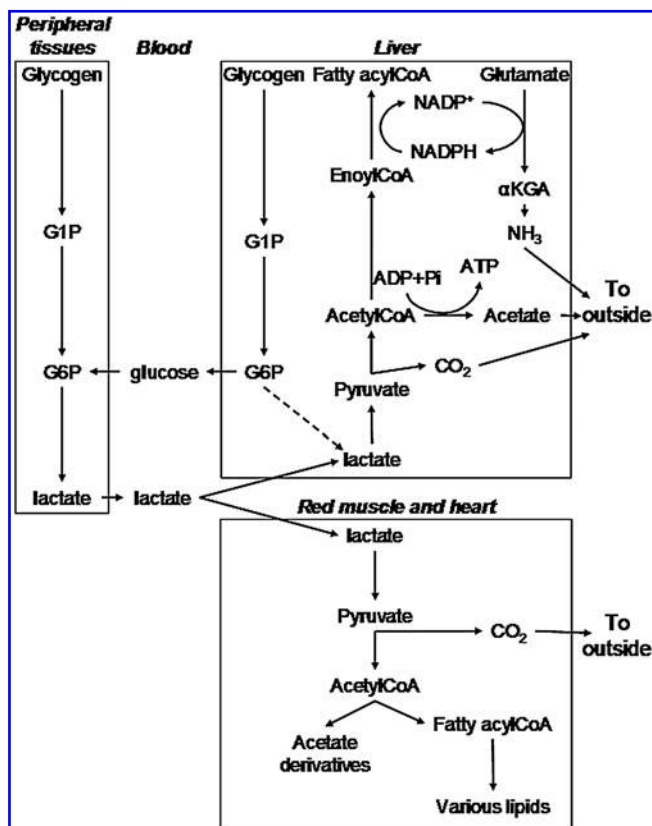 Peripheral
tissues
Blood
Liver
Glycogen
Glycogen
Fatty acylCoA
Glutamate
NADP+
NADPH
EnoylCoA
αKGA
NH3
G1P
G1P
ADP+Pi
ATP
To
outside
AcetylCoA
Acetate
G6P
glucose
G6P
CO2
Pyruvate
lactate
lactate
lactate
Red muscle and heart
lactate
Pyruvate
CO2
To
outside
AcetylCoA
Acetate
derivatives
Fatty acylCoA
Various lipids